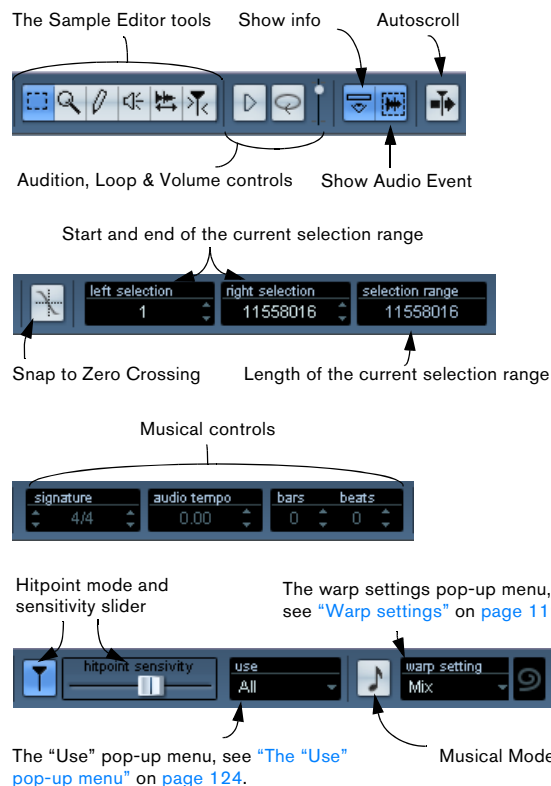 The Sample Editor tools
Show info
Autoscroll
Audition, Loop & Volume controls
Show Audio Event
Start and end of the current selection range
left selection
1
right selection
11558016
selection range
11558016
Snap to Zero Crossing
Length of the current selection range
Musical controls
signature
4/4
audio tempo
0.00
bars
0
beats
0
Hitpoint mode and
sensitivity slider
The warp settings pop-up menu,
see “Warp settings” on page 11
hitpoint sensivity
use
All
warp setting
Mix
The “Use” pop-up menu, see “The “Use”
pop-up menu” on page 124.
Musical Mode